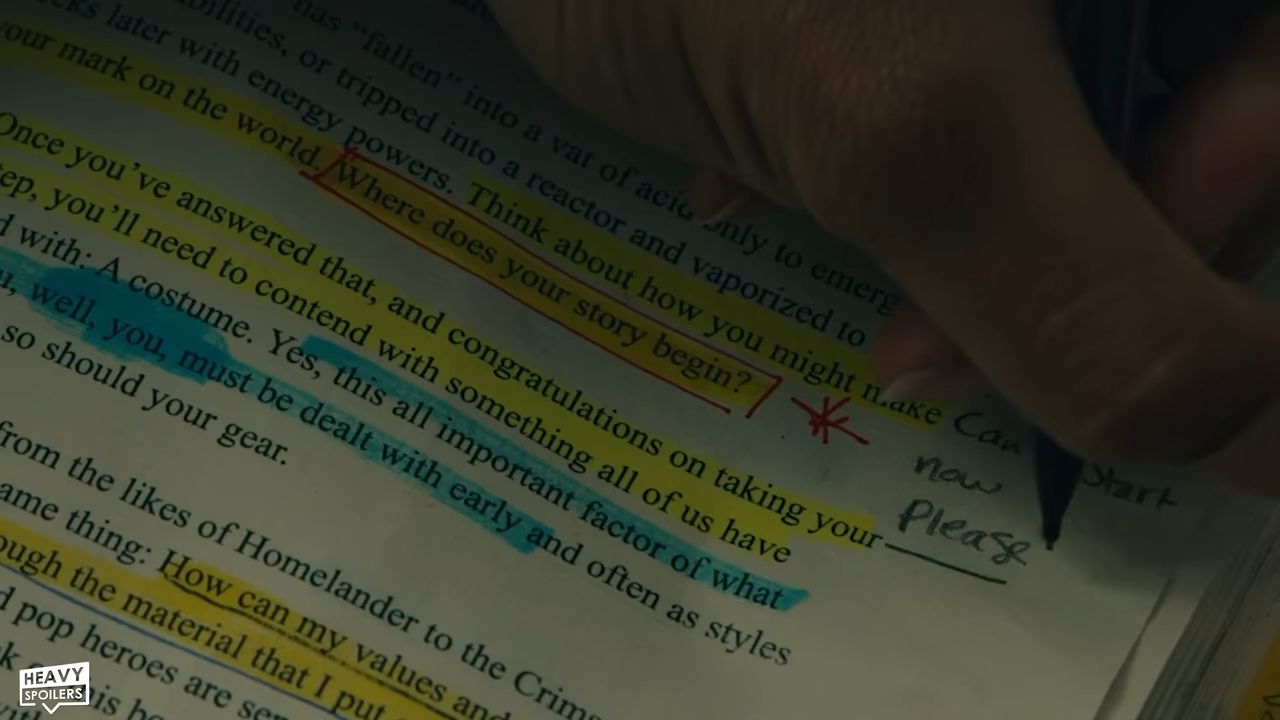 has "fallen" into a vat of acid only to emerg
bilities, or tripped into a reactor and vaporized to
eks later with energy powers. Think about how you might make
your mark on the world. Where does your story begin?
Can Start
now
Please
Once you've answered that, and congratulations on taking your
ep, you'll need to contend with something all of us have
d with: A costume. Yes, this all important factor of what
u, well, you, must be dealt with early and often as styles
so should your gear.
from the likes of Homelander to the Crim
ame thing: How can my values and
ough the material that I put
d pop heroes are ser
HEAVY
SPOILERS